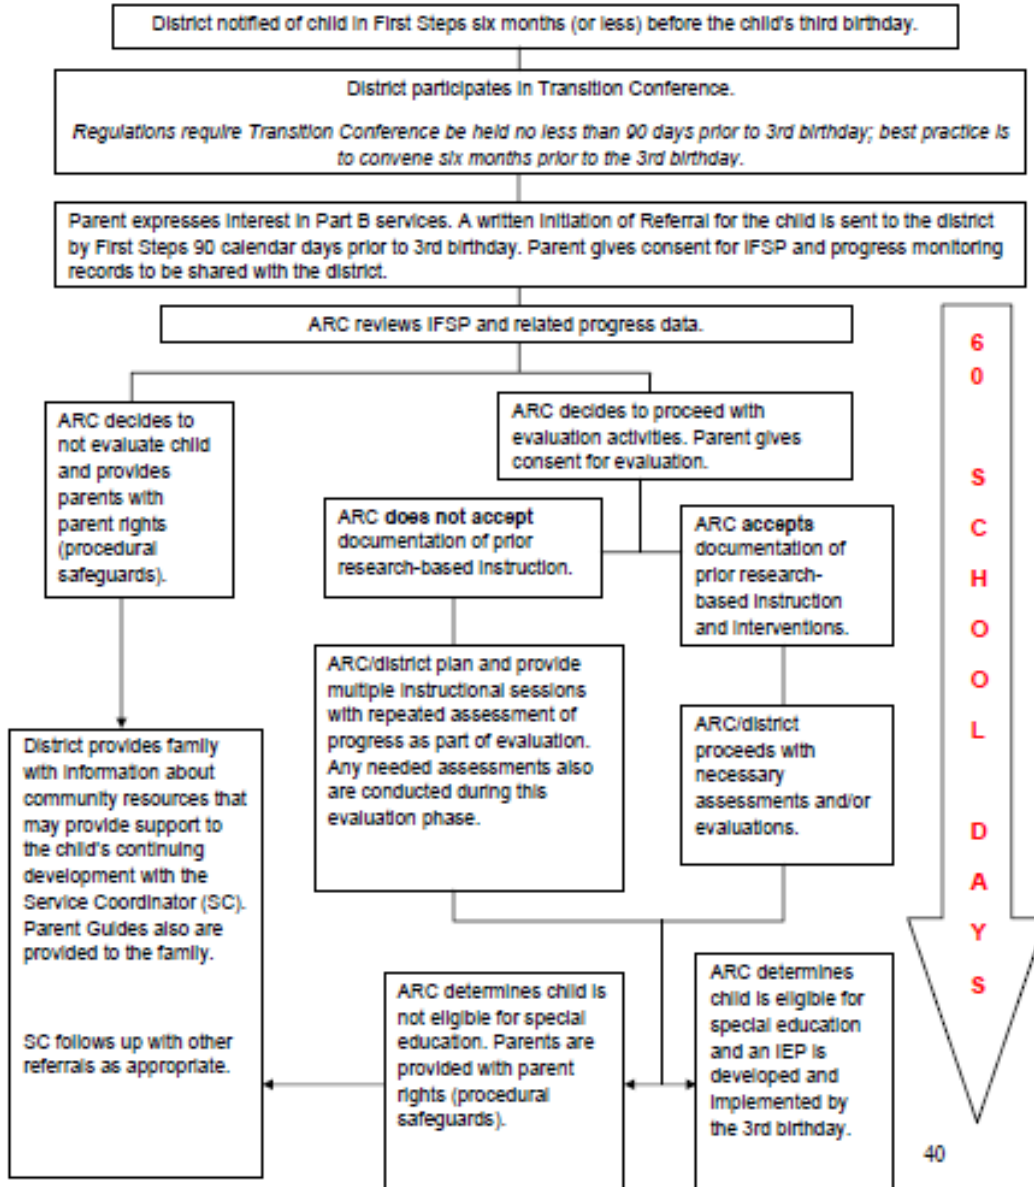 District notified of child in First Steps six months (or less) before the child's third birthday.
District participates in Transition Conference.
Regulations require Transition Conference be held no less than 90 days prior to 3rd birthday; best practice is
to convene six months prior to the 3rd birthday.
Parent expresses interest in Part B services. A written Initiation of Referral for the child is sent to the district
by First Steps 90 calendar days prior to 3rd birthday. Parent gives consent for IFSP and progress monitoring
records to be shared with the district.
ARC reviews IFSP and related progress data.
ARC decides to
not evaluate child
and provides
parents with
parent rights
(procedural
safeguards).
ARC decides to proceed with
evaluation activities. Parent gives
consent for evaluation.
ARC does not accept
documentation of prior
research-based instruction.
ARC accepts
documentation of
prior research-
based instruction
and interventions.
ARC/district plan and provide
multiple instructional sessions
with repeated assessment of
progress as part of evaluation.
Any needed assessments also
are conducted during this
evaluation phase.
ARC/district
proceeds with
necessary
assessments and/or
evaluations.
District provides family
with information about
community resources that
may provide support to
the child's continuing
development with the
Service Coordinator (SC).
Parent Guides also are
provided to the family.
SC follows up with other
referrals as appropriate.
ARC determines child is
not eligible for special
education. Parents are
provided with parent
rights (procedural
safeguards).
ARC determines
child is eligible for
special education
and an IEP is
developed and
implemented by
the 3rd birthday.
6
0
S
C
H
O
O
L
D
A
Y
S
40